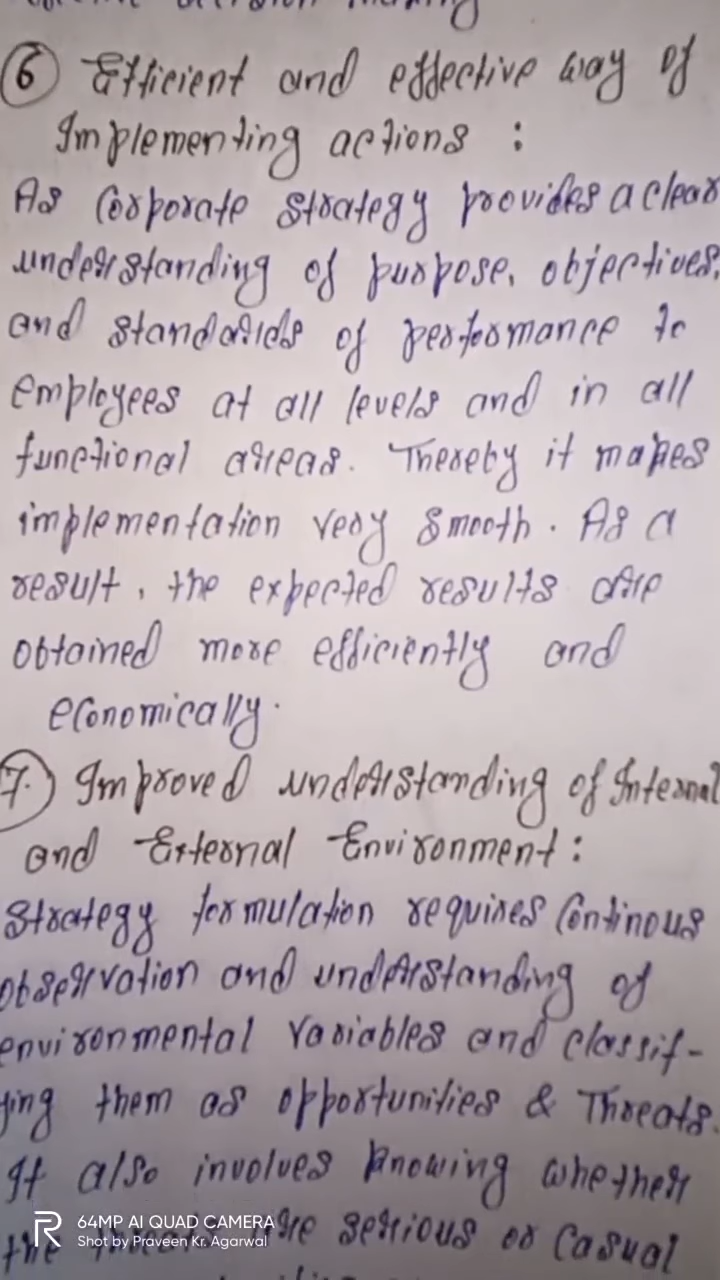 6 Efficient and effective way of
Implementing actions :
As Corporate strategy provides a clear
understanding of purpose, objectives,
and standards of performance to
employees at all levels and in all
functional areas. Thereby it makes
implementation very smooth. As a
result, the expected results are
obtained more efficiently and
economically.
7. Improved understanding of Internal
and External Environment :
Strategy formulation requires Continous
observation and understanding of
environmental Variables and classif-
ying them as opportunities & Threats.
It also involves knowing whether
the are serious or Casual
64MP AI QUAD CAMERA
Shot by Praveen Kr. Agarwal